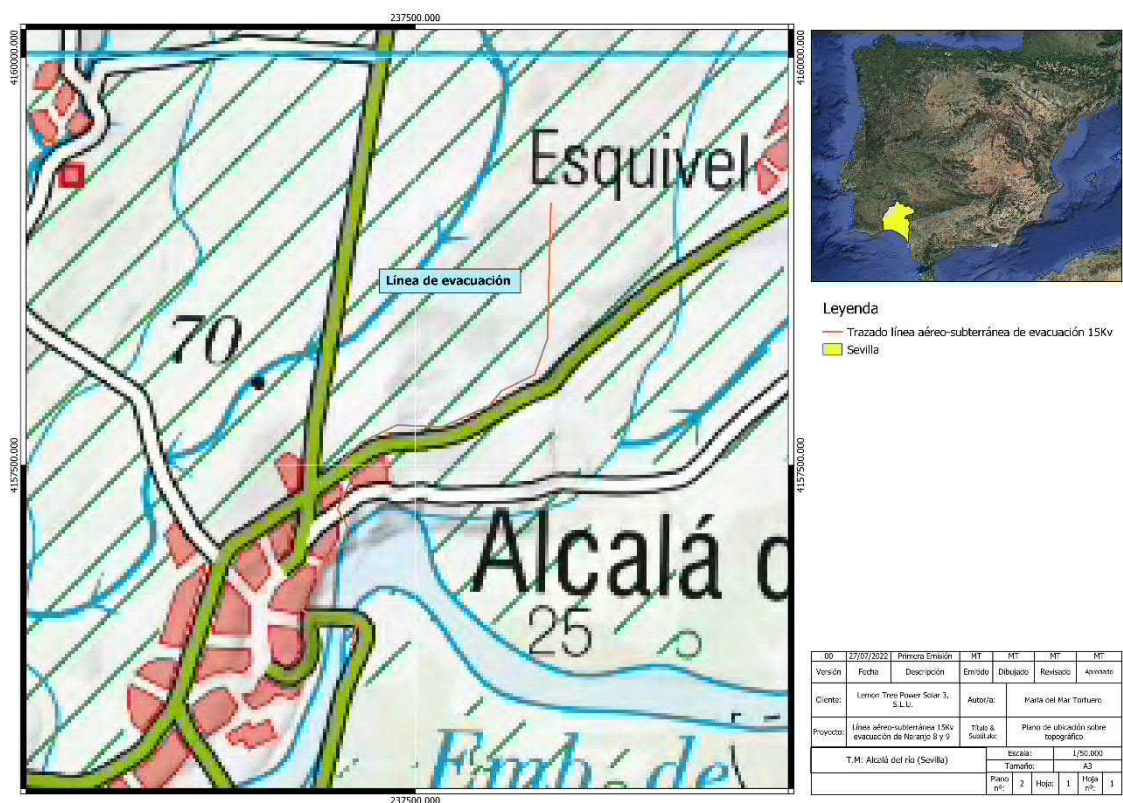 237500.000
4160000.000
4160000.000
Esquivel
Línea de evacuación
70
4157500.000
4157500.000
Alcalá d
25
Emb. de
237500.000
Leyenda
Trazado línea aéreo-subterránea de evacuación 15Kv
Sevilla
00 27/07/2022 Primera Emisión MT MT MT MT
Versión Fecha Descripción Emitido Dibujado Revisado Aprobado
Cliente: Lemon Tree Power Solar 3, S.L.U. Autor/a: María del Mar Tortuero
Proyecto: Línea aéreo-subterránea 15Kv evacuación de Naranjo 8 y 9 Título & Subtítulo: Plano de ubicación sobre topográfico
T.M: Alcalá del río (Sevilla)
Escala: 1/50.000
Tamaño: A3
Plano nº: 2 Hoja: 1 Hoja nº: 1